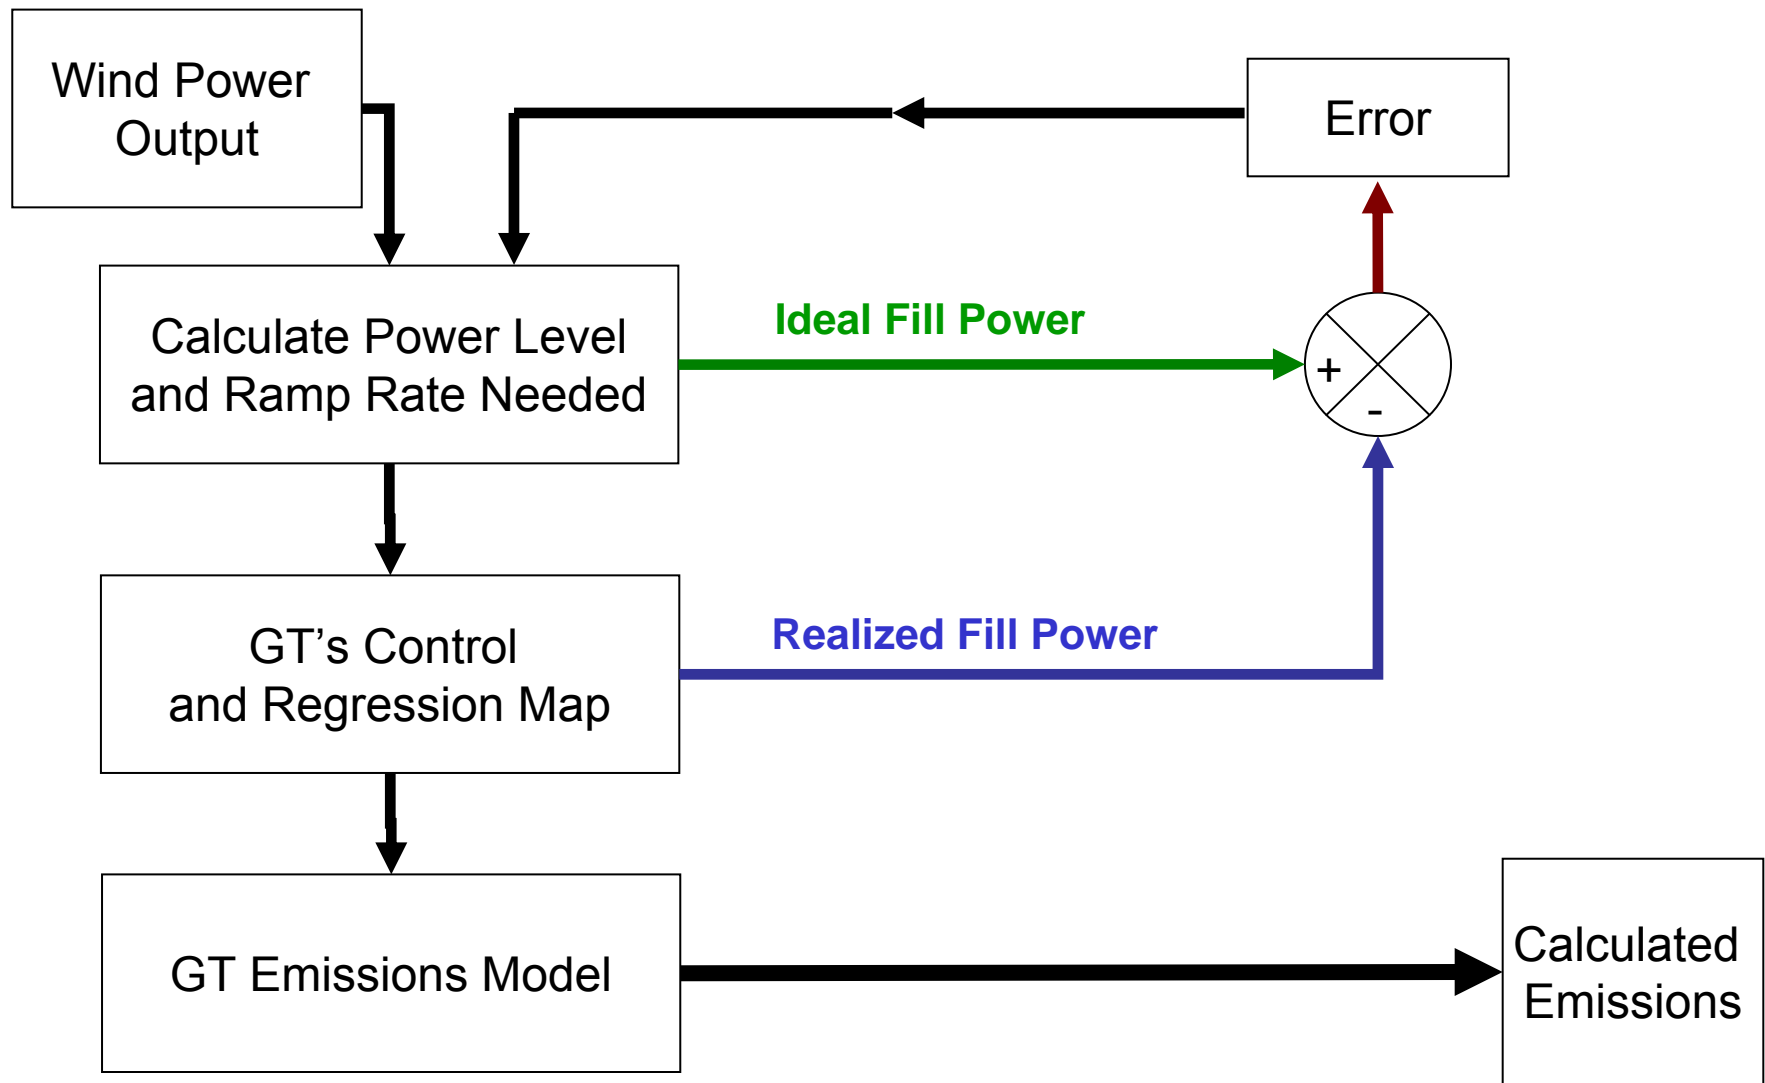 Wind Power
Output
Error
Calculate Power Level
and Ramp Rate Needed
Ideal Fill Power
+
-
GT’s Control
and Regression Map
Realized Fill Power
GT Emissions Model
Calculated
Emissions